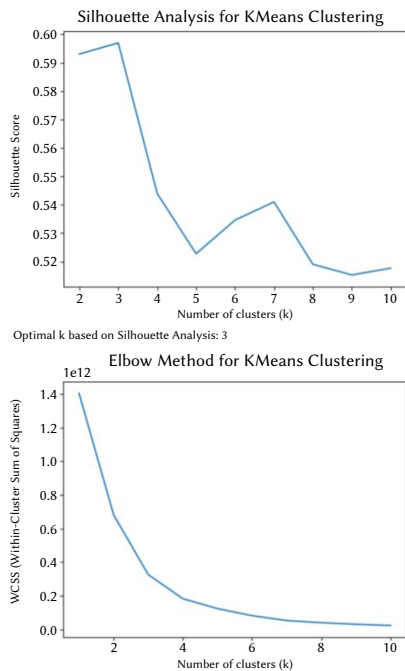 Silhouette Analysis for KMeans Clustering
0.60
0.59
0.58
0.57
0.56
0.55
0.54
0.53
0.52
Silhouette Score
2 3 4 5 6 7 8 9 10
Number of clusters (k)
Optimal k based on Silhouette Analysis: 3
Elbow Method for KMeans Clustering
1e12
1.4
1.2
1.0
0.8
0.6
0.4
0.2
0.0
WCSS (Within-Cluster Sum of Squares)
2 4 6 8 10
Number of clusters (k)